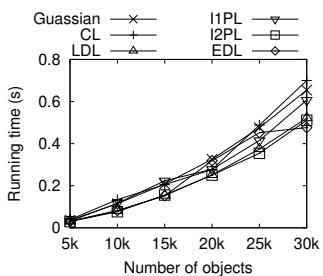 Guassian
CL
LDL
I1PL
I2PL
EDL
Running time (s)
0.8
0.6
0.4
0.2
0
5k 10k 15k 20k 25k 30k
Number of objects